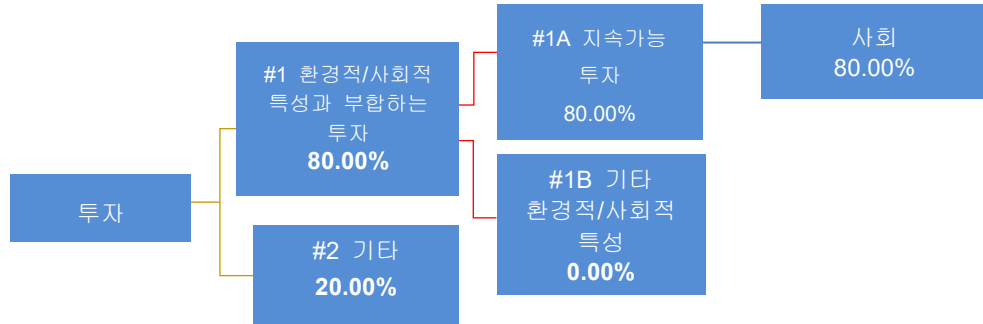 투자
#1 환경적/사회적
특성과 부합하는
투자
80.00%
#2 기타
20.00%
#1A 지속가능
투자
80.00%
#1B 기타
환경적/사회적
특성
0.00%
사회
80.00%